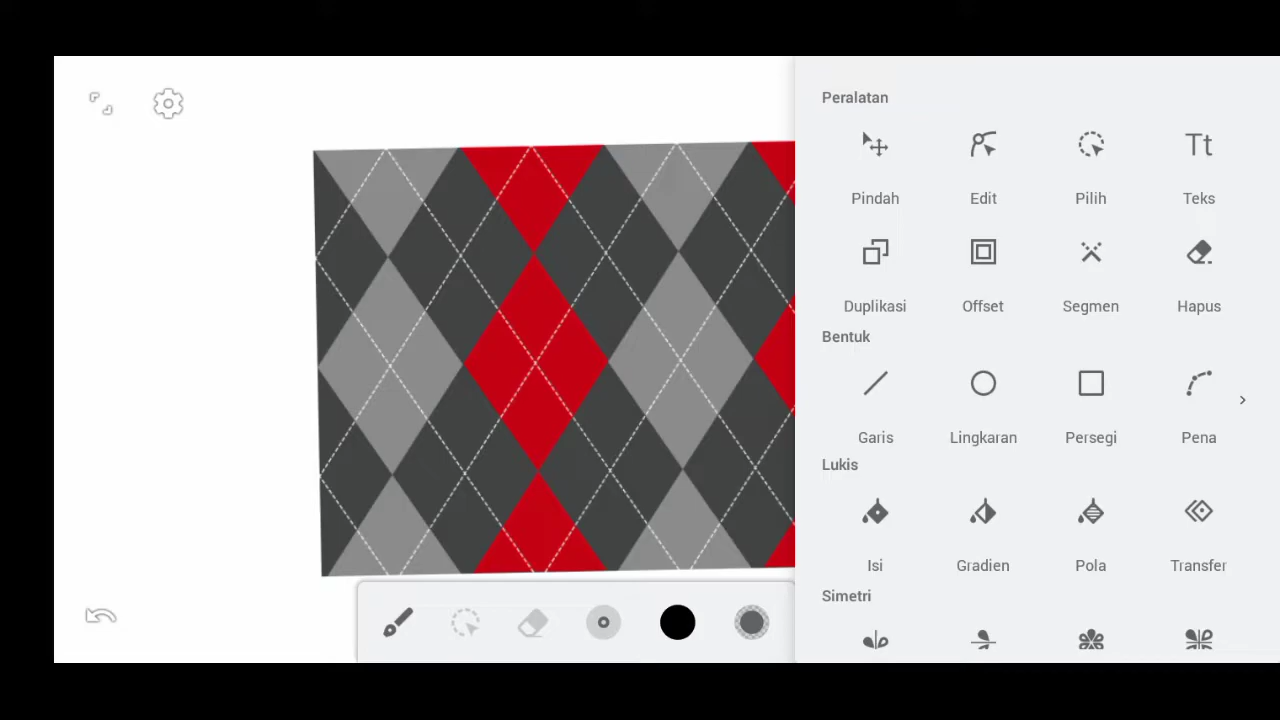 Peralatan
Pindah Edit Pilih Teks
Duplikasi Offset Segmen Hapus
Bentuk
Garis Lingkaran Persegi Pena
Lukis
Isi Gradien Pola Transfer
Simetri